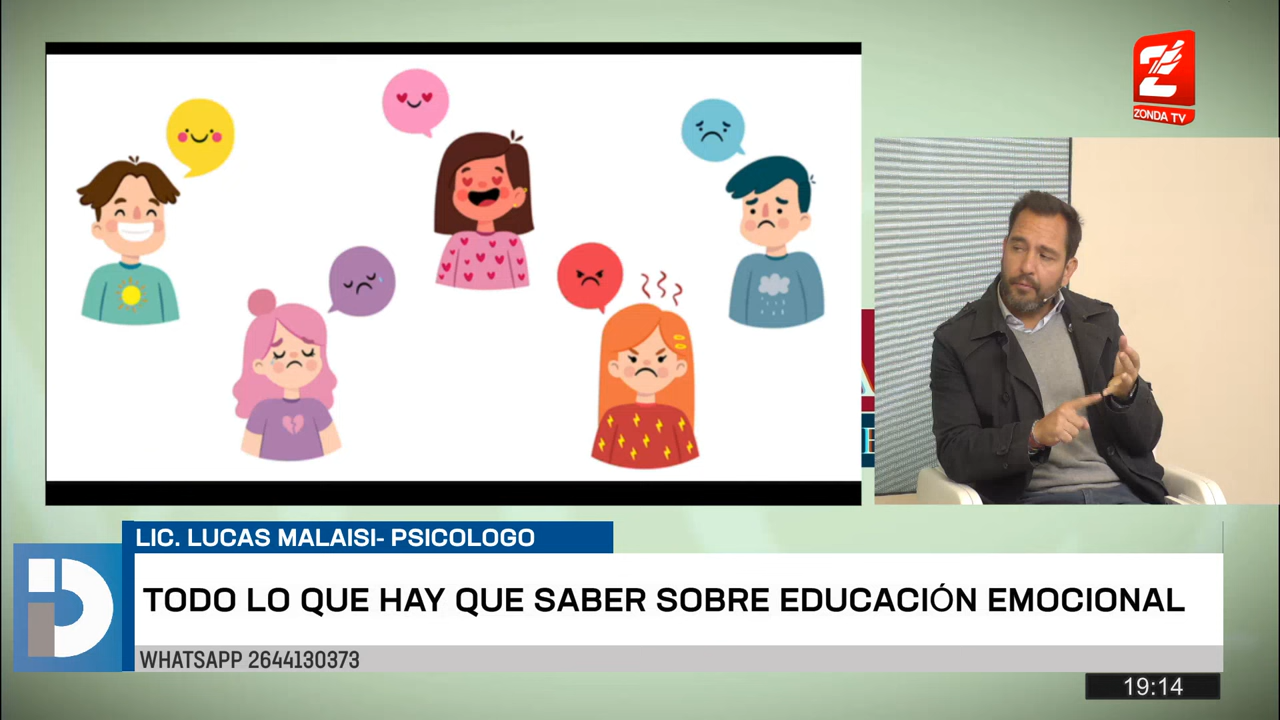 Z
ZONDA TV
LIC. LUCAS MALAISI- PSICOLOGO
TODO LO QUE HAY QUE SABER SOBRE EDUCACIÓN EMOCIONAL
WHATSAPP 2644130373
19:14